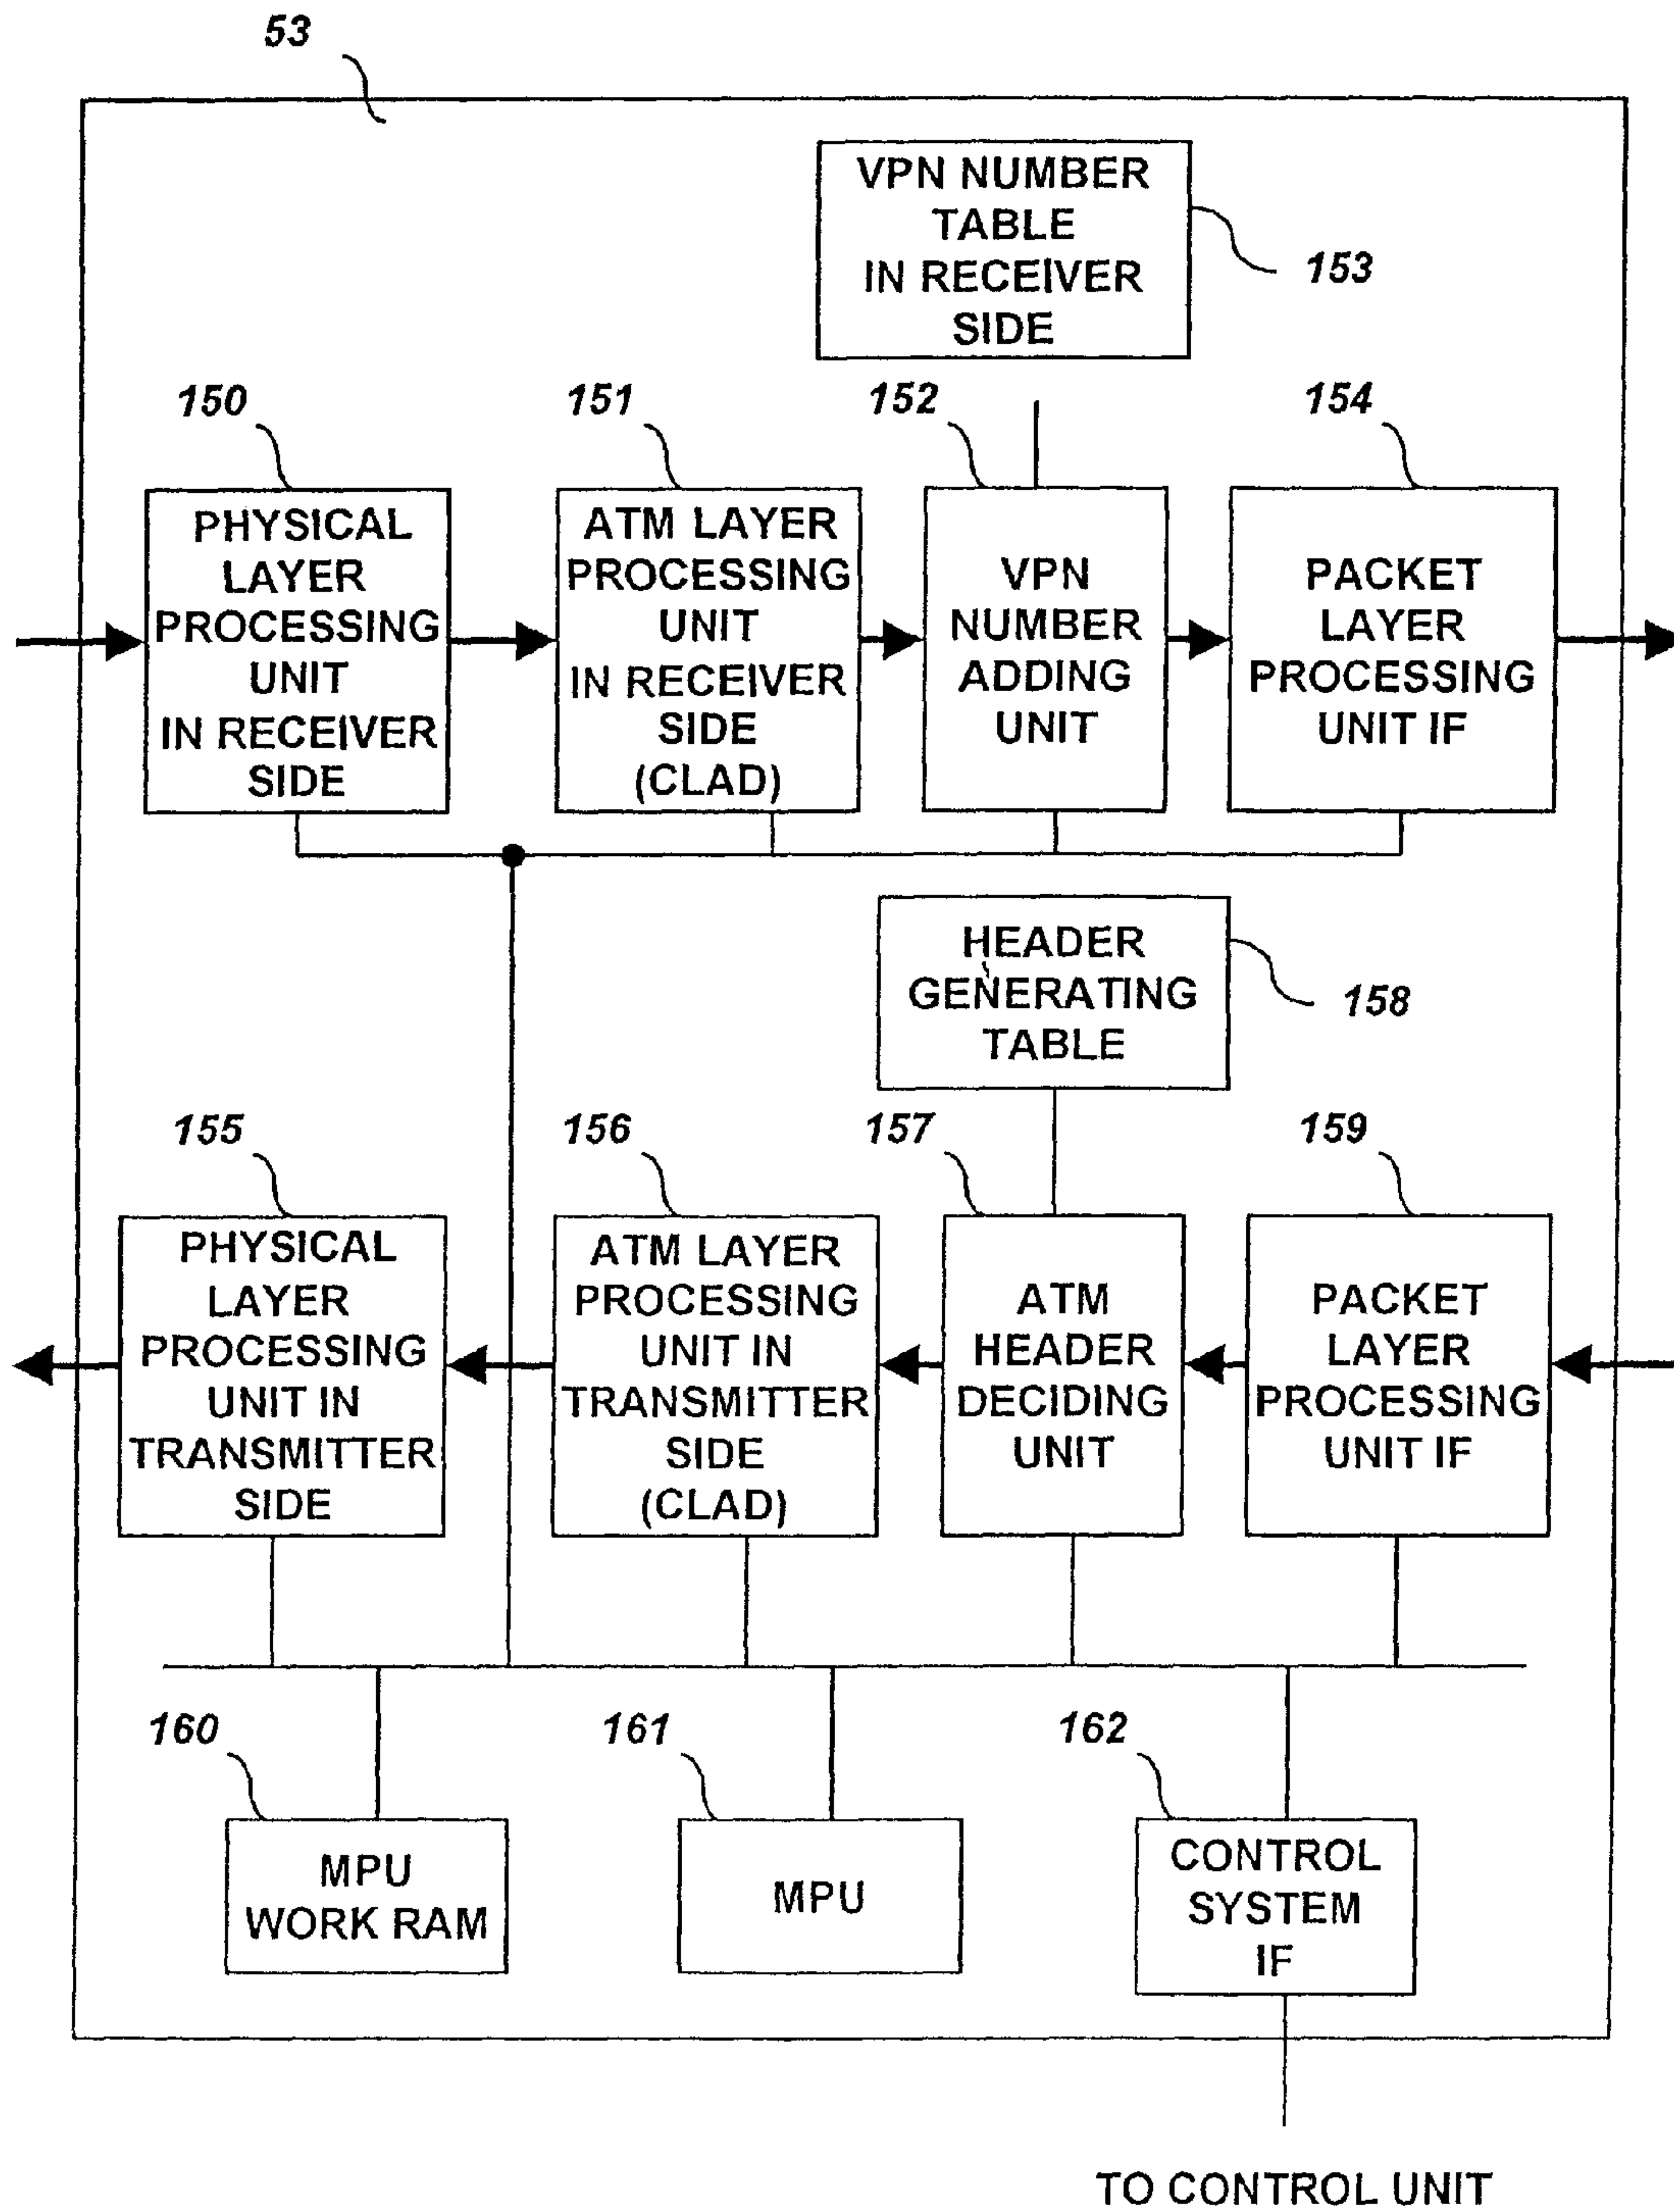 53
VPN NUMBER
TABLE
IN RECEIVER
SIDE
153
150
151
152
154
PHYSICAL
LAYER
PROCESSING
UNIT
IN RECEIVER
SIDE
ATM LAYER
PROCESSING
UNIT
IN RECEIVER
SIDE
(CLAD)
VPN
NUMBER
ADDING
UNIT
PACKET
LAYER
PROCESSING
UNIT IF
HEADER
GENERATING
TABLE
158
155
156
157
159
PHYSICAL
LAYER
PROCESSING
UNIT IN
TRANSMITTER
SIDE
ATM LAYER
PROCESSING
UNIT IN
TRANSMITTER
SIDE
(CLAD)
ATM
HEADER
DECIDING
UNIT
PACKET
LAYER
PROCESSING
UNIT IF
160
161
162
MPU
WORK RAM
MPU
CONTROL
SYSTEM
IF
TO CONTROL UNIT